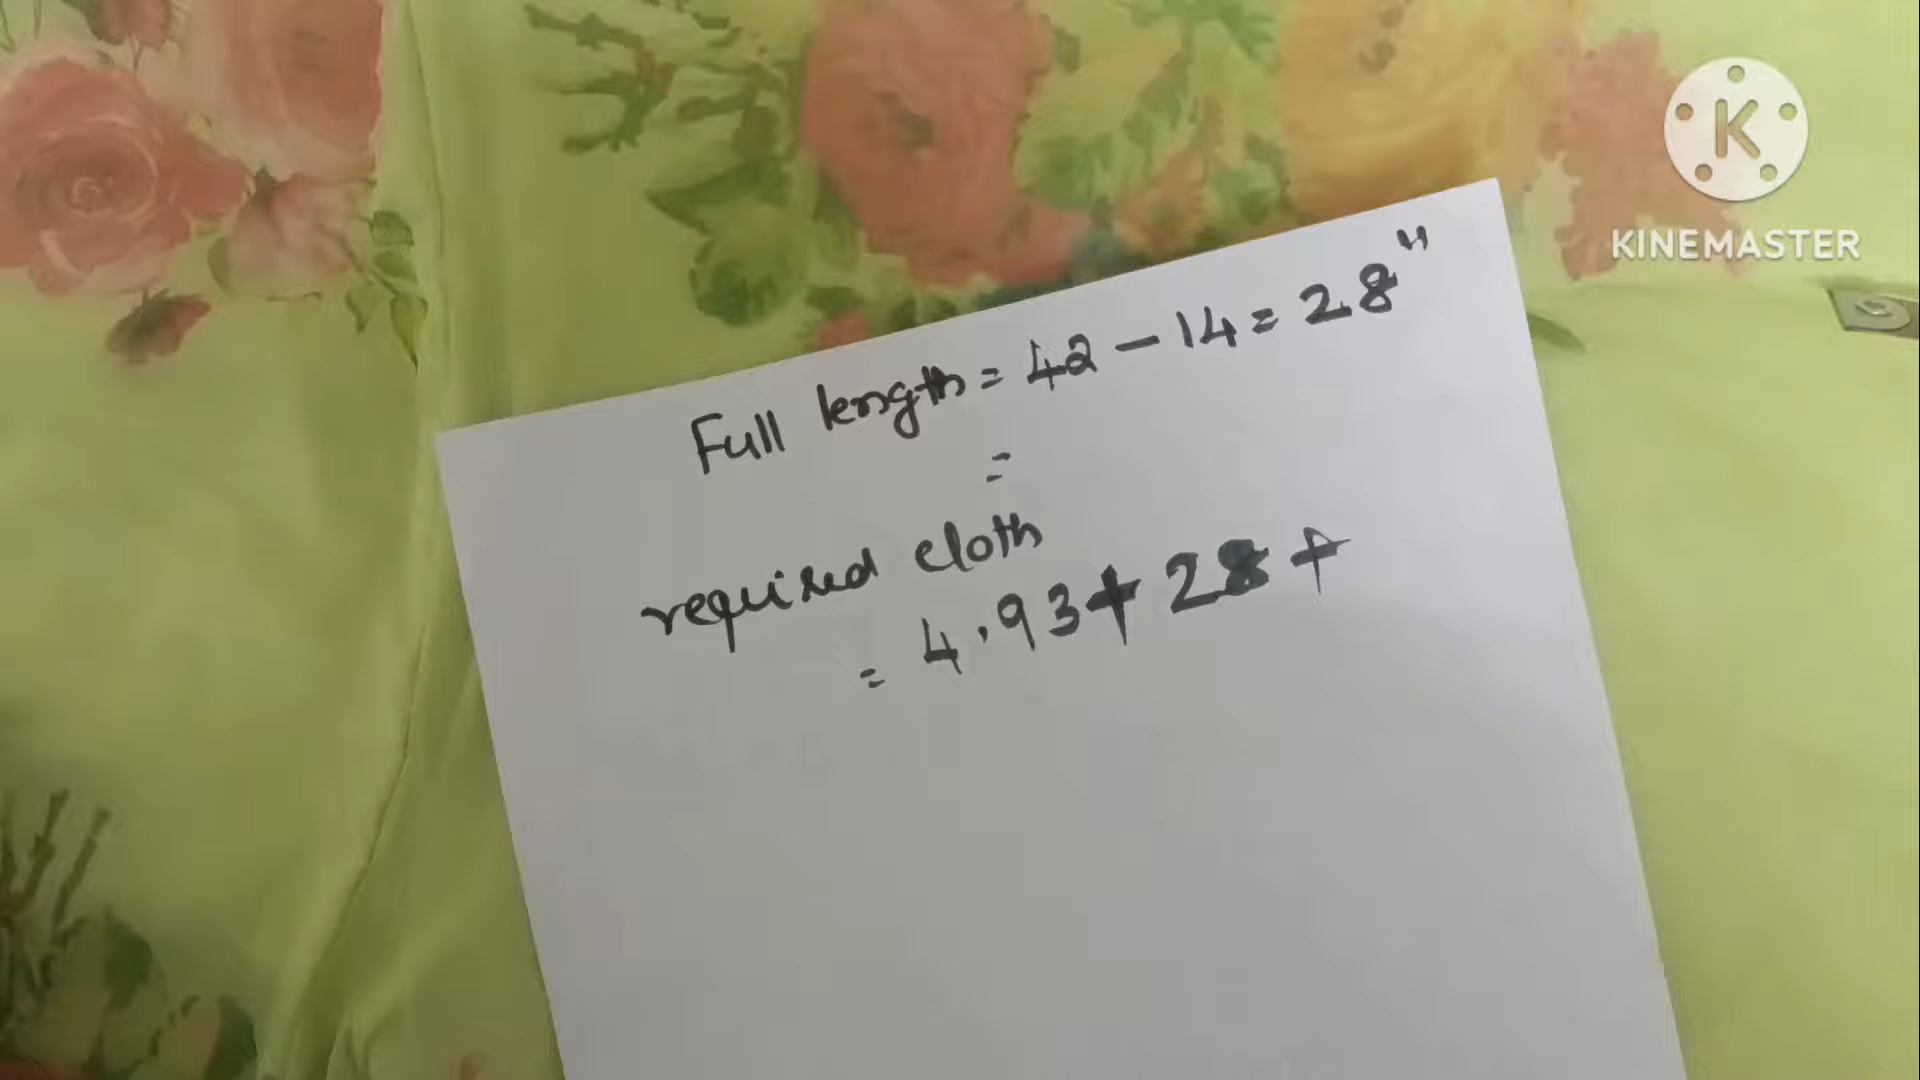 KINEMASTER
Full length = 42 - 14 = 28"
=
required cloth
= 4.93 + 28 +